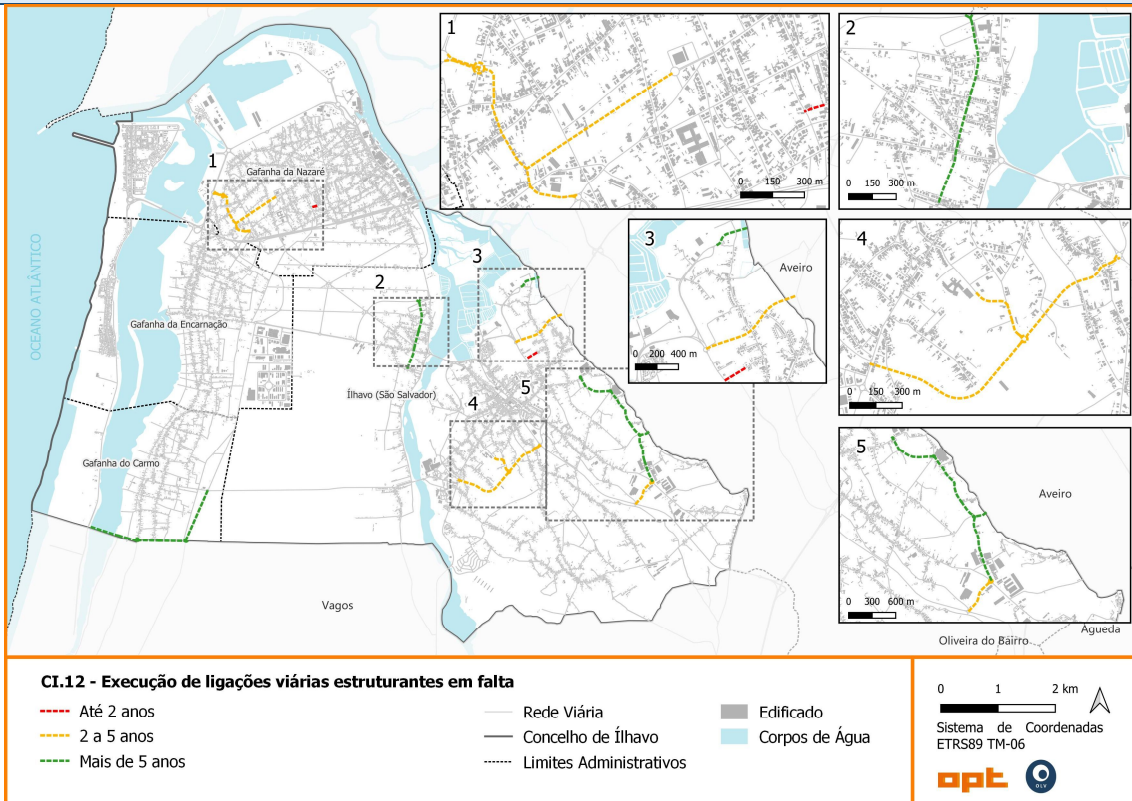 OCEANO ATLÂNTICO
1
Gafanha da Nazaré
Gafanha da Encarnação
2
3
Ílhavo (São Salvador)
5
4
Gafanha do Carmo
Vagos
1
0 150 300 m
2
0 150 300 m
3
Aveiro
0 200 400 m
4
0 150 300 m
5
Aveiro
0 300 600 m
Oliveira do Bairro
Águeda
CI.12 - Execução de ligações viárias estruturantes em falta
Até 2 anos
2 a 5 anos
Mais de 5 anos
Rede Viária
Concelho de Ílhavo
Limites Administrativos
Edificado
Corpos de Água
0 1 2 km
Sistema de Coordenadas
ETRS89 TM-06
opt
OLV